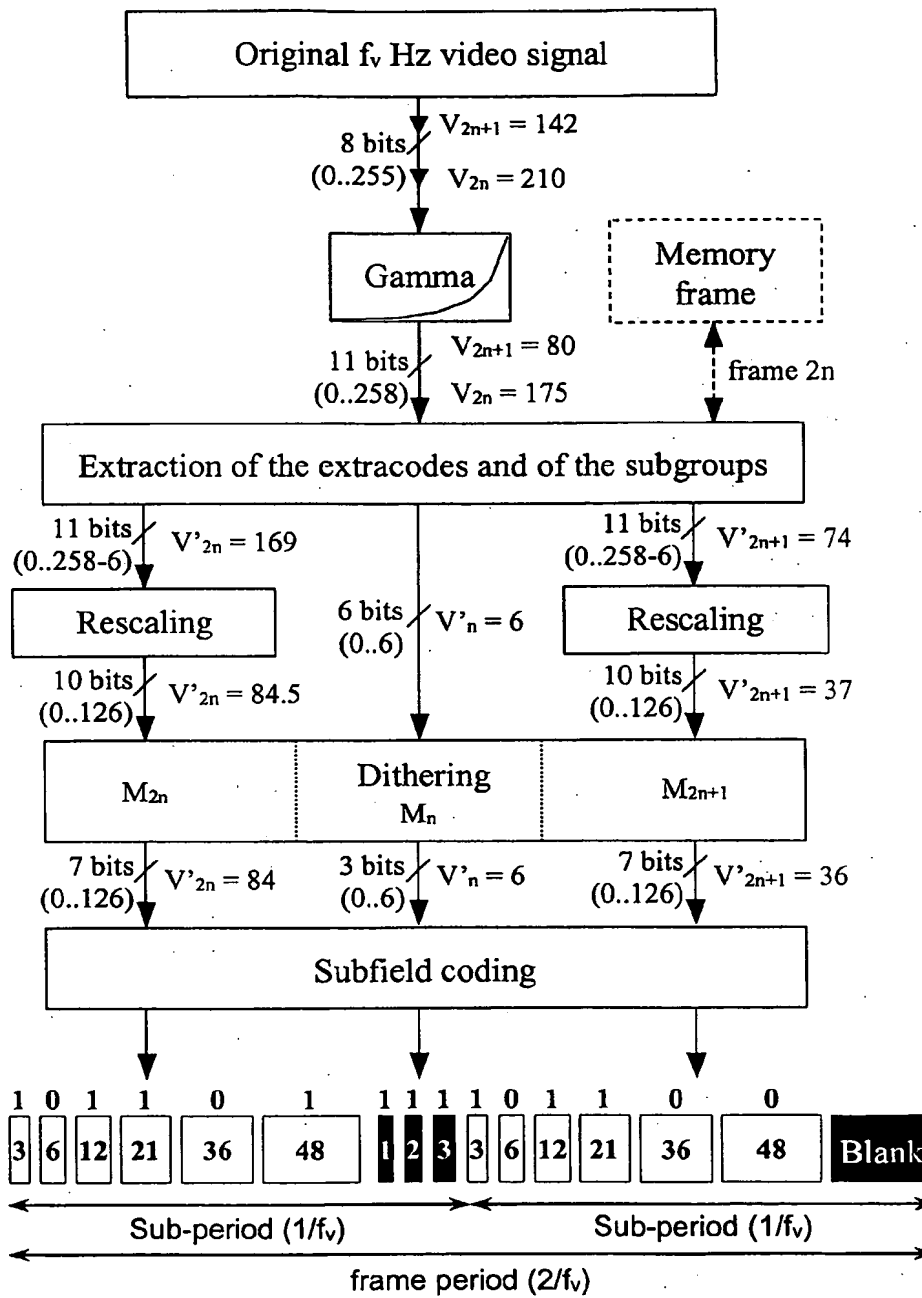 Original fᵥ Hz video signal
8 bits
(0..255)
V₂ₙ₊₁ = 142
V₂ₙ = 210
Gamma
Memory
frame
11 bits
(0..258)
V₂ₙ₊₁ = 80
V₂ₙ = 175
frame 2n
Extraction of the extracodes and of the subgroups
11 bits
(0..258-6)
V'₂ₙ = 169
11 bits
(0..258-6)
V'₂ₙ₊₁ = 74
Rescaling
6 bits
(0..6)
V'ₙ = 6
Rescaling
10 bits
(0..126)
V'₂ₙ = 84.5
10 bits
(0..126)
V'₂ₙ₊₁ = 37
M₂ₙ
Dithering
Mₙ
M₂ₙ₊₁
7 bits
(0..126)
V'₂ₙ = 84
3 bits
(0..6)
V'ₙ = 6
7 bits
(0..126)
V'₂ₙ₊₁ = 36
Subfield coding
1 0 1 1 0 1 1 1 1 1 0 1 1 0 0
3 6 12 21 36 48 1 2 3 3 6 12 21 36 48 Blank
Sub-period (1/fᵥ) Sub-period (1/fᵥ)
frame period (2/fᵥ)